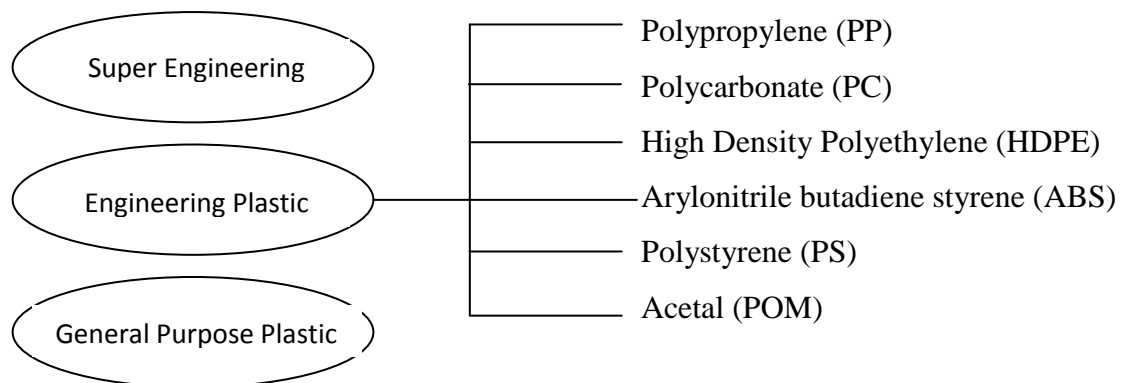 Super Engineering
Engineering Plastic
General Purpose Plastic
Polypropylene (PP)
Polycarbonate (PC)
High Density Polyethylene (HDPE)
Arylonitrile butadiene styrene (ABS)
Polystyrene (PS)
Acetal (POM)